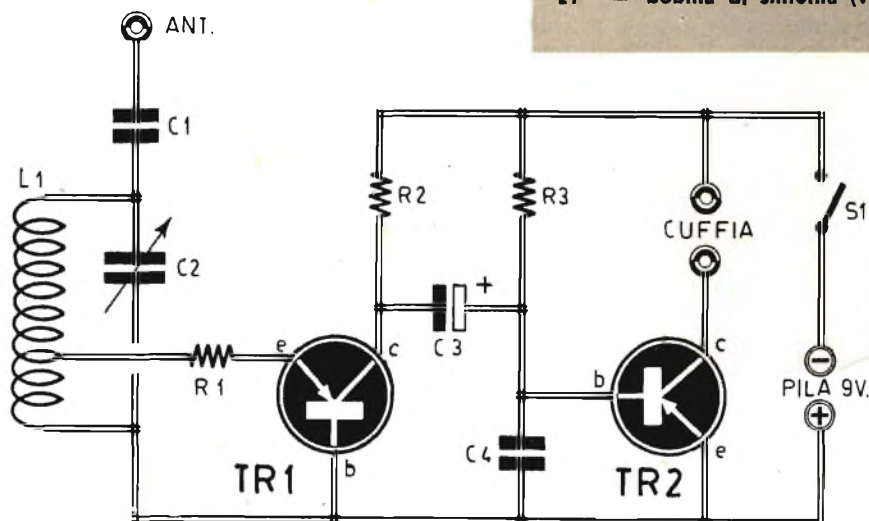 ANT.
C1
L1
C2
R1
e
c
b
TR1
R2
C3
+
R3
C4
b
c
e
TR2
CUFFIA
S1
−
PILA 9V.
+